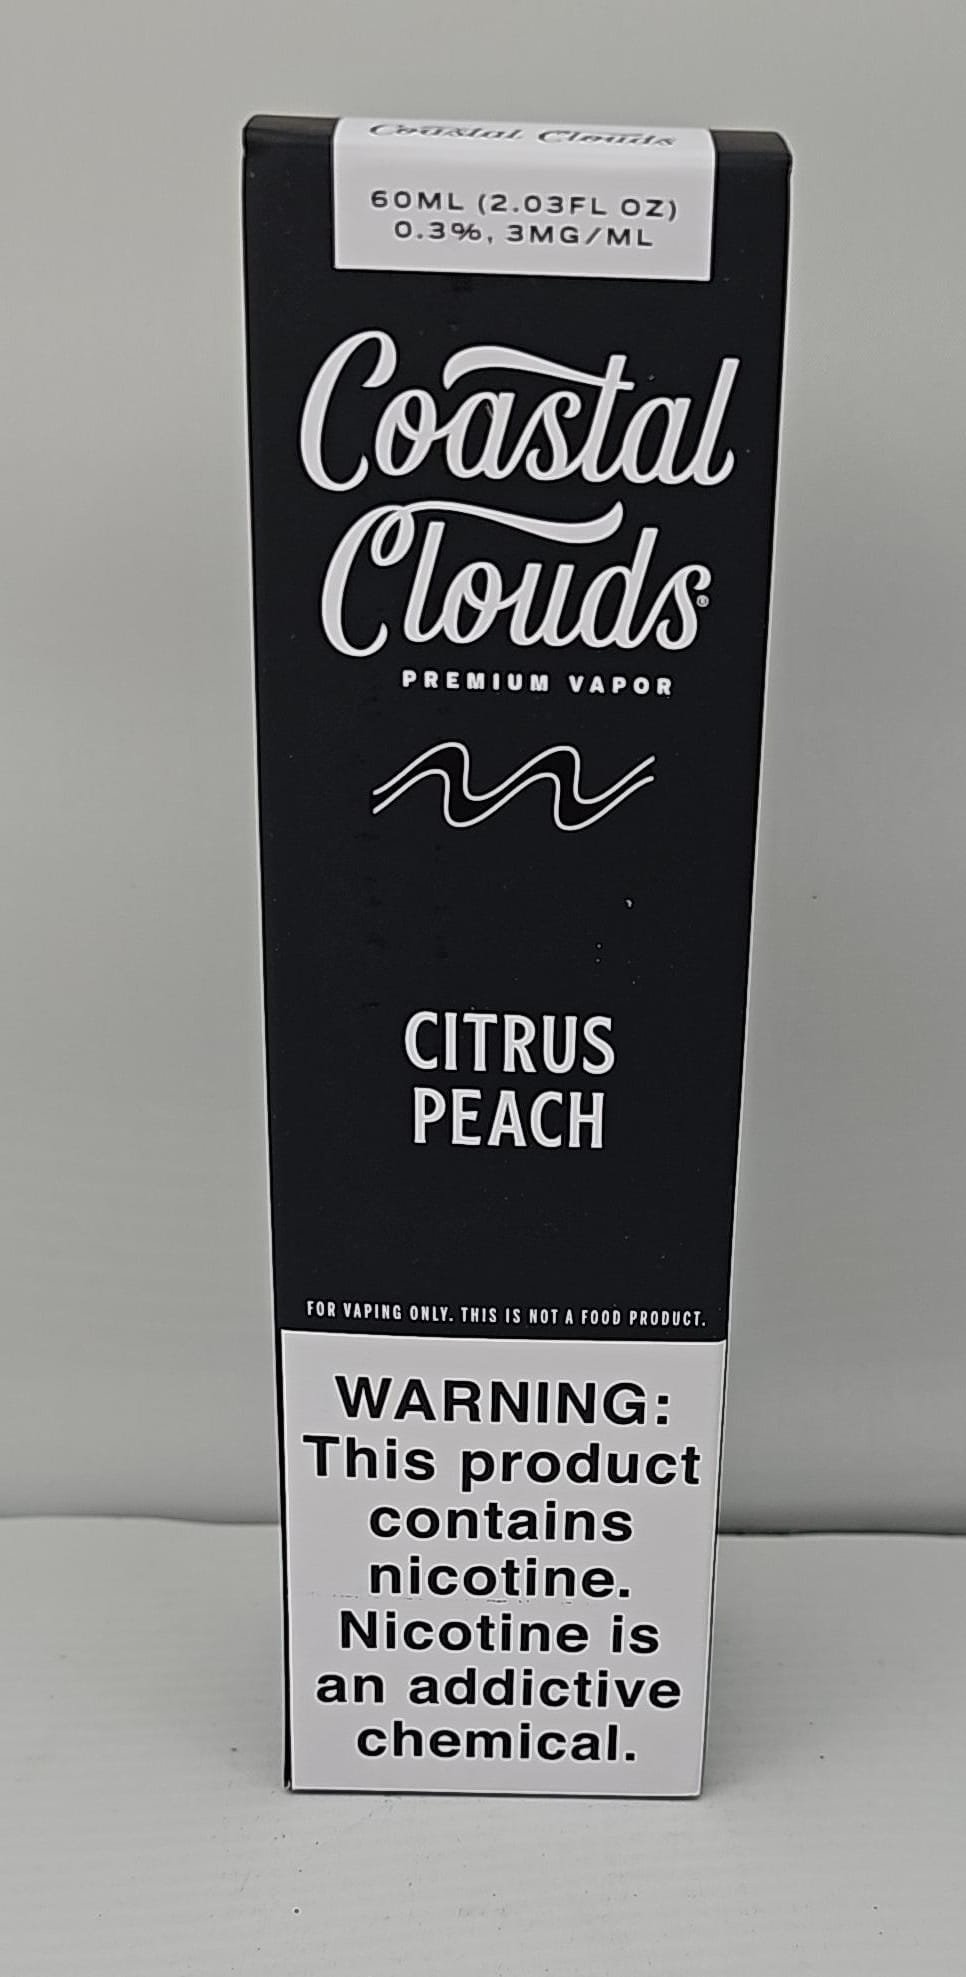 Coastal Clouds
60ML (2.03FL OZ)
0.3%, 3MG/ML
Coastal
Clouds®
PREMIUM VAPOR
CITRUS
PEACH
FOR VAPING ONLY. THIS IS NOT A FOOD PRODUCT.
WARNING:
This product
contains
nicotine.
Nicotine is
an addictive
chemical.